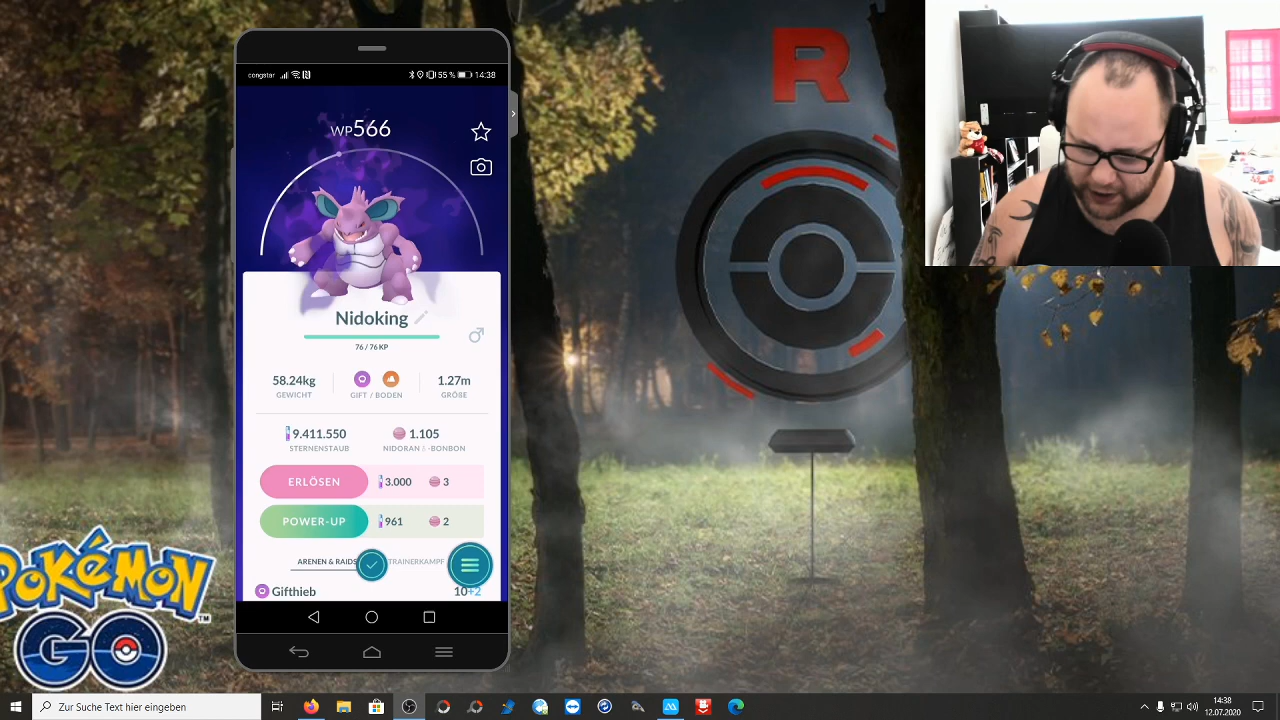 congstar
55 %
14:38
WP566
Nidoking
76 / 76 KP
58.24kg
GEWICHT
GIFT / BODEN
1.27m
GRÖßE
9.411.550
STERNENSTAUB
1.105
NIDORAN♂-BONBON
ERLÖSEN
3.000
3
POWER-UP
961
2
ARENEN & RAIDS
TRAINERKAMPF
Gifthieb
10+2
R
POKÉMON
TM
GO
Zur Suche Text hier eingeben
14:38
12.07.2020